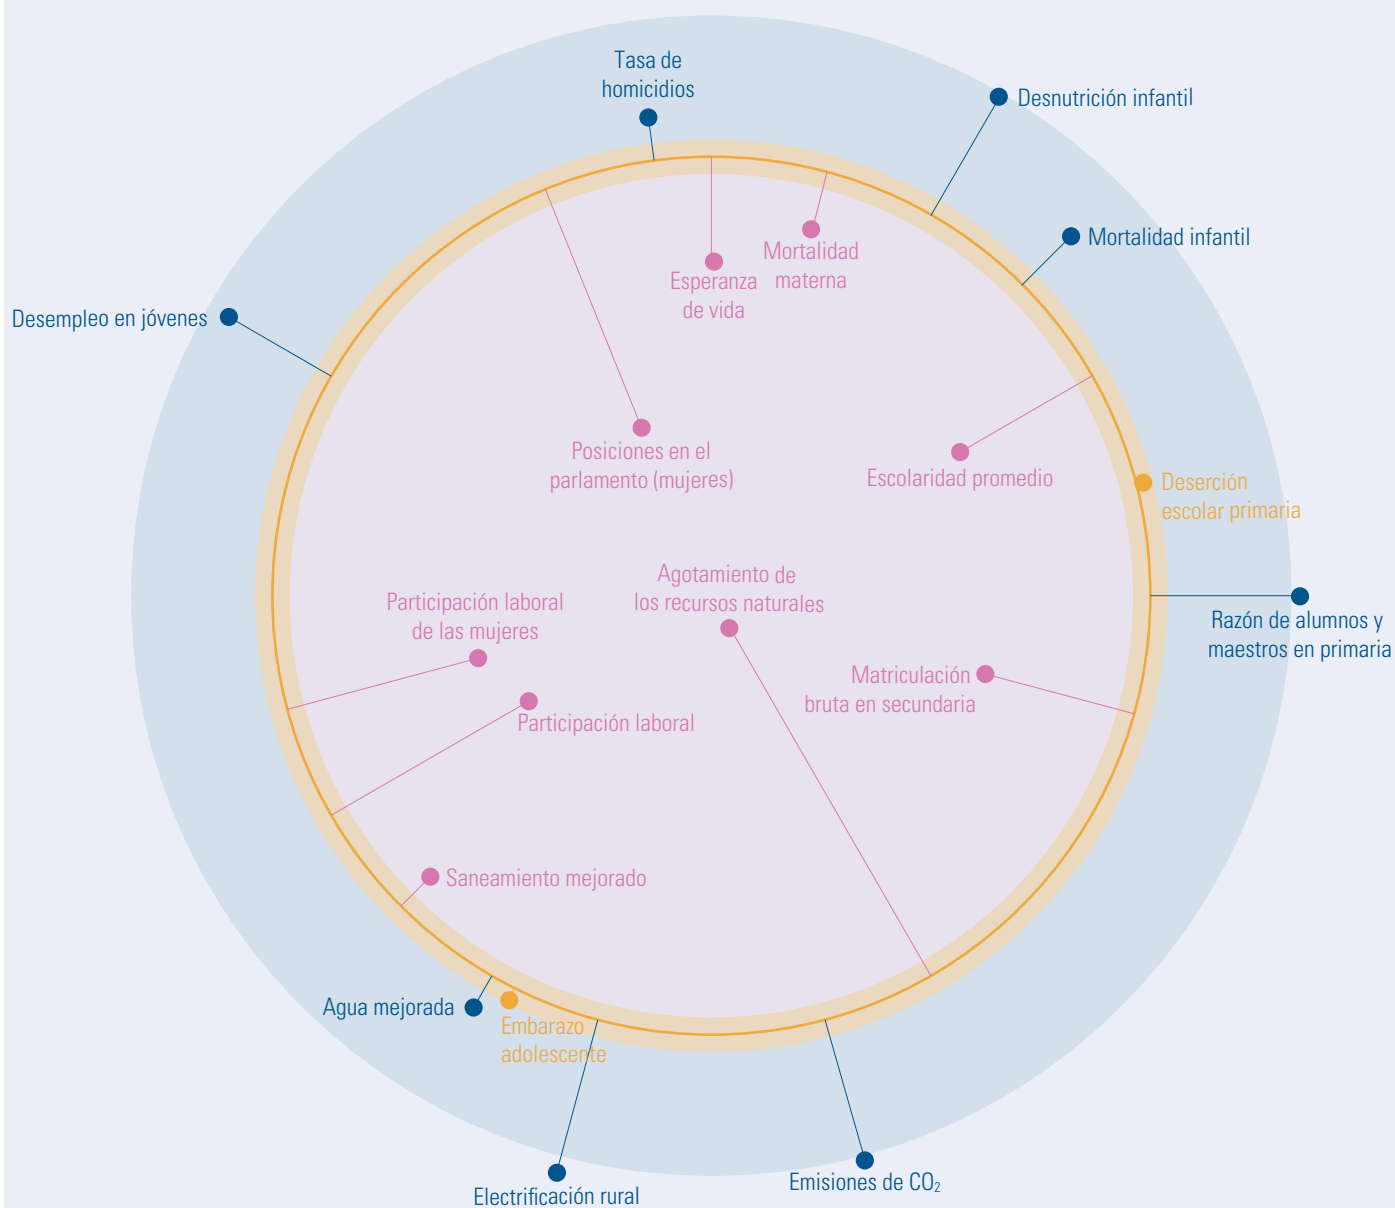 Tasa de
homicidios
Desnutrición infantil
Mortalidad infantil
Mortalidad
materna
Esperanza
de vida
Desempleo en jóvenes
Posiciones en el
parlamento (mujeres)
Escolaridad promedio
Deserción
escolar primaria
Agotamiento de
los recursos naturales
Participación laboral
de las mujeres
Razón de alumnos y
maestros en primaria
Matriculación
bruta en secundaria
Participación laboral
Saneamiento mejorado
Agua mejorada
Embarazo
adolescente
Emisiones de CO₂
Electrificación rural